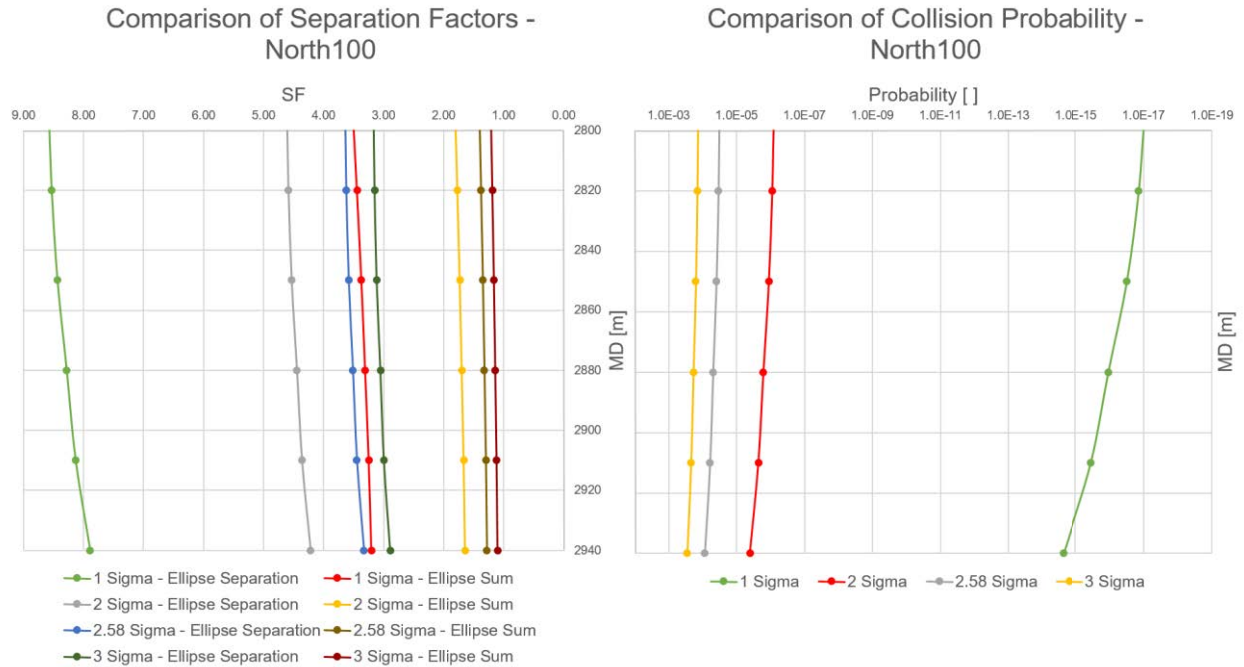 Comparison of Separation Factors -
North100
SF
9.00 8.00 7.00 6.00 5.00 4.00 3.00 2.00 1.00 0.00
2800
2820
2840
2860
2880
2900
2920
2940
MD [m]
1 Sigma - Ellipse Separation
1 Sigma - Ellipse Sum
2 Sigma - Ellipse Separation
2 Sigma - Ellipse Sum
2.58 Sigma - Ellipse Separation
2.58 Sigma - Ellipse Sum
3 Sigma - Ellipse Separation
3 Sigma - Ellipse Sum
Comparison of Collision Probability -
North100
Probability [ ]
1.0E-03 1.0E-05 1.0E-07 1.0E-09 1.0E-11 1.0E-13 1.0E-15 1.0E-17 1.0E-19
MD [m]
1 Sigma 2 Sigma 2.58 Sigma 3 Sigma